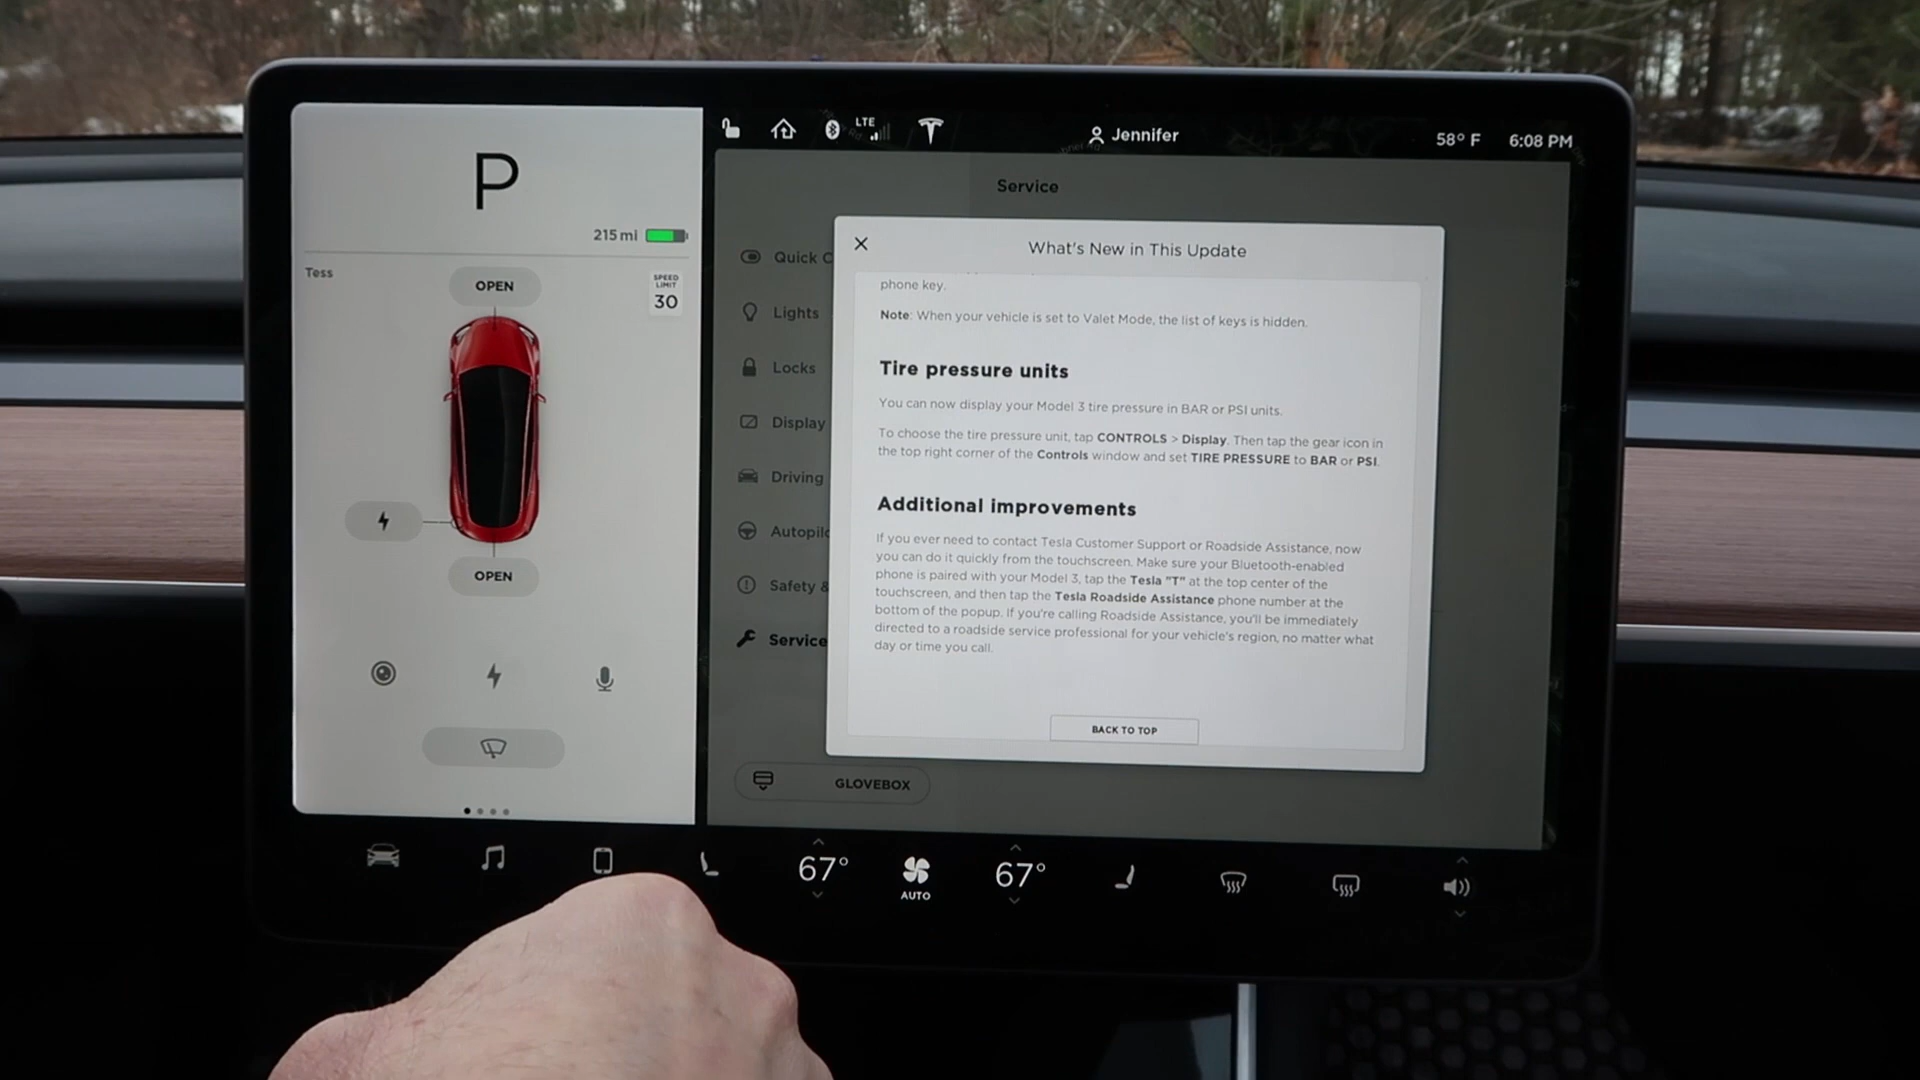 P
215 mi
Tess
OPEN
SPEED
LIMIT
30
OPEN
LTE
Jennifer
58° F
6:08 PM
Service
Quick C
Lights
Locks
Display
Driving
Autopil
Safety &
Service
GLOVEBOX
What's New in This Update
phone key.
Note: When your vehicle is set to Valet Mode, the list of keys is hidden.
Tire pressure units
You can now display your Model 3 tire pressure in BAR or PSI units.
To choose the tire pressure unit, tap CONTROLS > Display. Then tap the gear icon in
the top right corner of the Controls window and set TIRE PRESSURE to BAR or PSI.
Additional improvements
If you ever need to contact Tesla Customer Support or Roadside Assistance, now
you can do it quickly from the touchscreen. Make sure your Bluetooth-enabled
phone is paired with your Model 3, tap the Tesla "T" at the top center of the
touchscreen, and then tap the Tesla Roadside Assistance phone number at the
bottom of the popup. If you're calling Roadside Assistance, you'll be immediately
directed to a roadside service professional for your vehicle's region, no matter what
day or time you call.
BACK TO TOP
67°
AUTO
67°